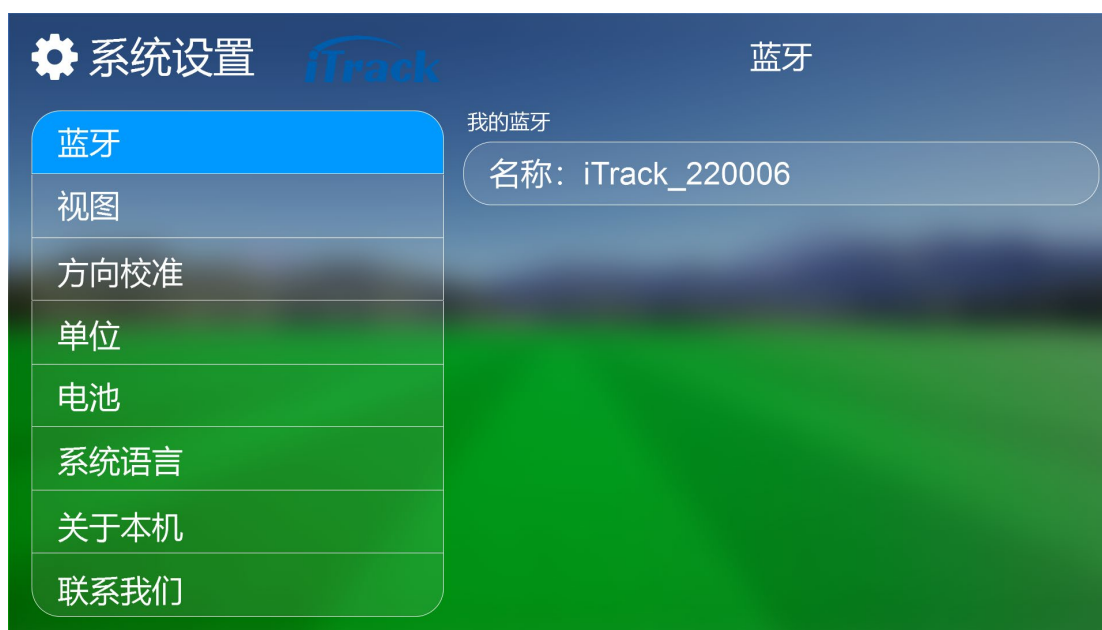 系统设置
iTrack
蓝牙
蓝牙
视图
方向校准
单位
电池
系统语言
关于本机
联系我们
我的蓝牙
名称：iTrack_220006